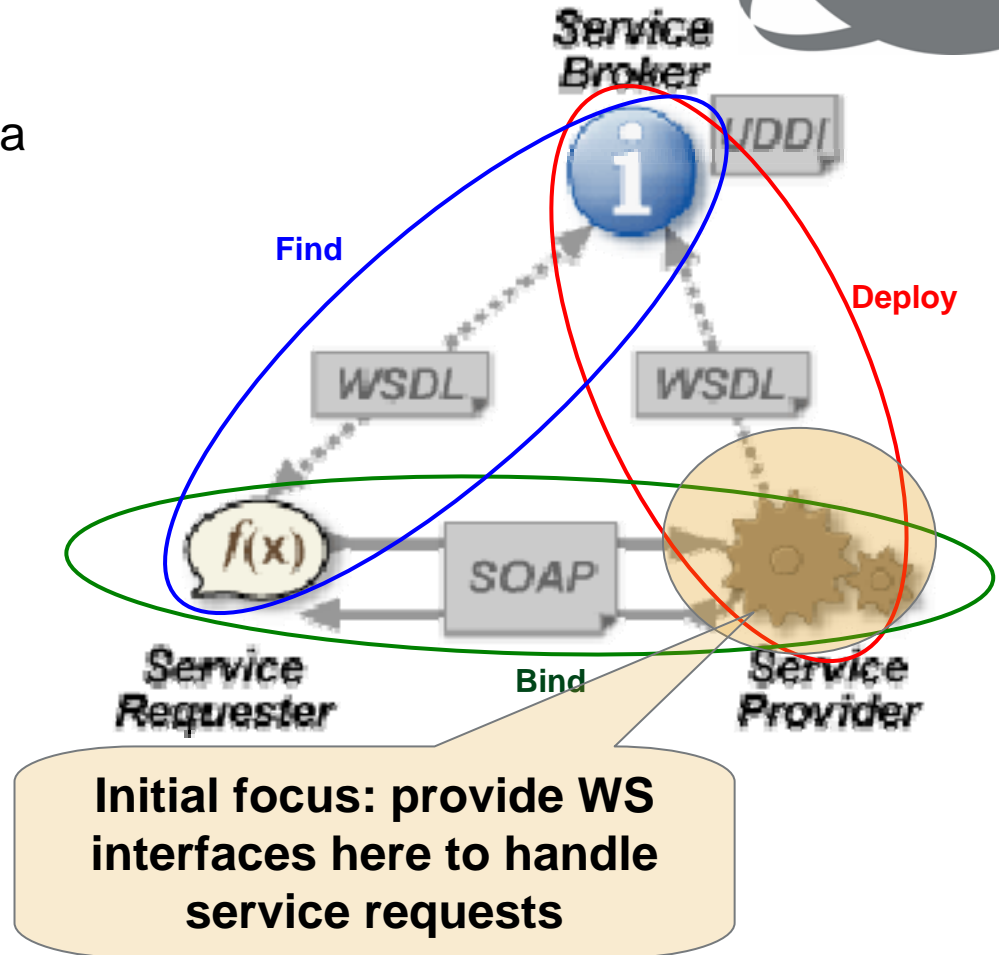 Service
Broker
a
UDDI
Find
Deploy
WSDL
WSDL
f(x)
SOAP
Service
Requester
Bind
Service
Provider
Initial focus: provide WS
interfaces here to handle
service requests